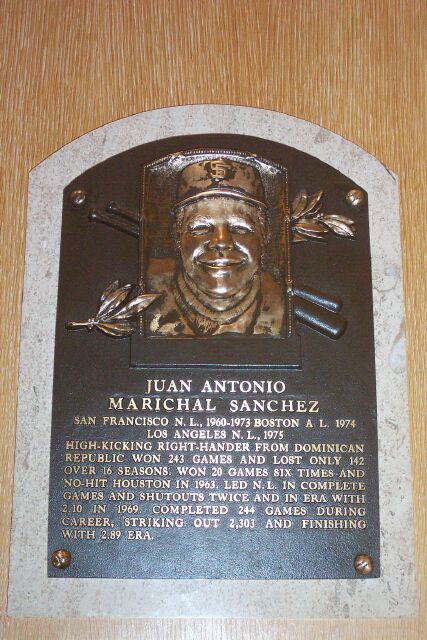 SF
JUAN ANTONIO
MARICHAL SANCHEZ
SAN FRANCISCO N. L., 1960-1973 BOSTON A L. 1974
LOS ANGELES N. L., 1975
HIGH-KICKING RIGHT-HANDER FROM DOMINICAN
REPUBLIC WON 243 GAMES AND LOST ONLY 142
OVER 16 SEASONS. WON 20 GAMES SIX TIMES AND
NO-HIT HOUSTON IN 1963. LED N. L. IN COMPLETE
GAMES AND SHUTOUTS TWICE AND IN ERA WITH
2.10 IN 1969. COMPLETED 244 GAMES DURING
CAREER, STRIKING OUT 2,303 AND FINISHING
WITH 2.89 ERA.